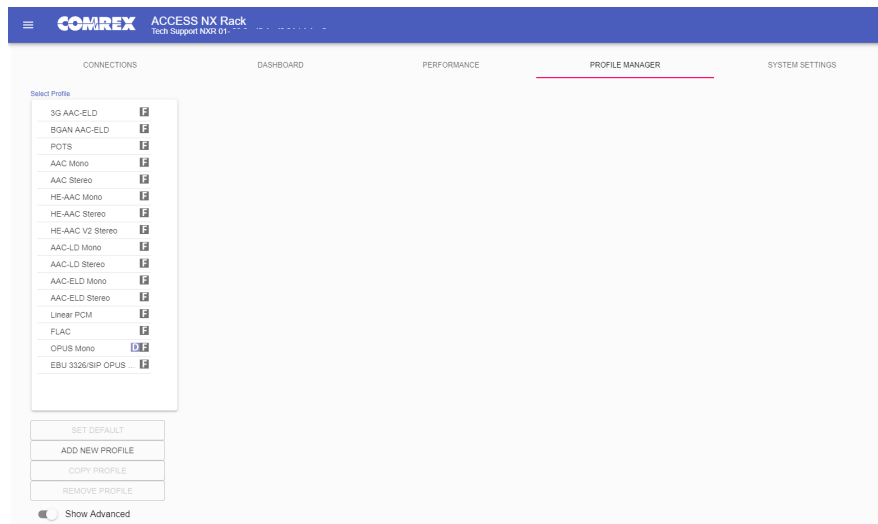 COMREX
ACCESS NX Rack
Tech Support NXR 01-
CONNECTIONS DASHBOARD PERFORMANCE PROFILE MANAGER SYSTEM SETTINGS
Select Profile
3G AAC-ELD F
BGAN AAC-ELD F
POTS F
AAC Mono F
AAC Stereo F
HE-AAC Mono F
HE-AAC Stereo F
HE-AAC V2 Stereo F
AAC-LD Mono F
AAC-LD Stereo F
AAC-ELD Mono F
AAC-ELD Stereo F
Linear PCM F
FLAC F
OPUS Mono D F
EBU 3326/SIP OPUS ... F
SET DEFAULT
ADD NEW PROFILE
COPY PROFILE
REMOVE PROFILE
Show Advanced